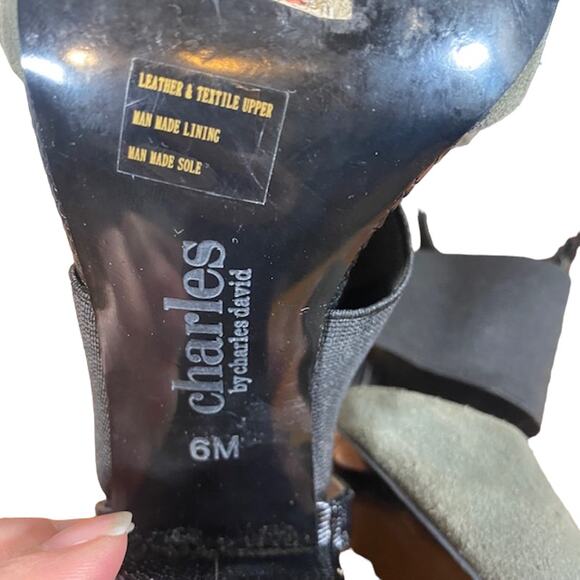 LEATHER & TEXTILE UPPER
MAN MADE LINING
MAN MADE SOLE
charles
by charles david
6M